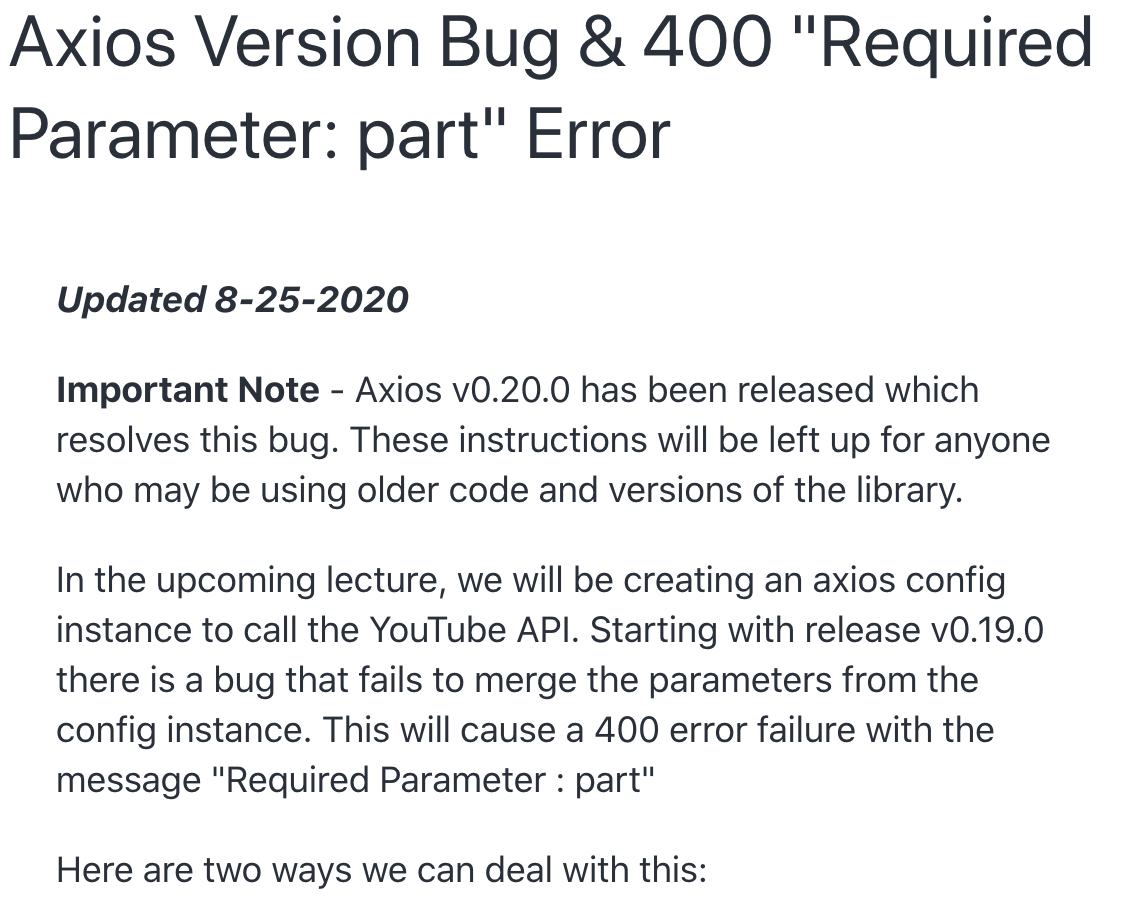 Axios Version Bug & 400 "Required
Parameter: part" Error
Updated 8-25-2020
Important Note - Axios v0.20.0 has been released which
resolves this bug. These instructions will be left up for anyone
who may be using older code and versions of the library.
In the upcoming lecture, we will be creating an axios config
instance to call the YouTube API. Starting with release v0.19.0
there is a bug that fails to merge the parameters from the
config instance. This will cause a 400 error failure with the
message "Required Parameter : part"
Here are two ways we can deal with this: